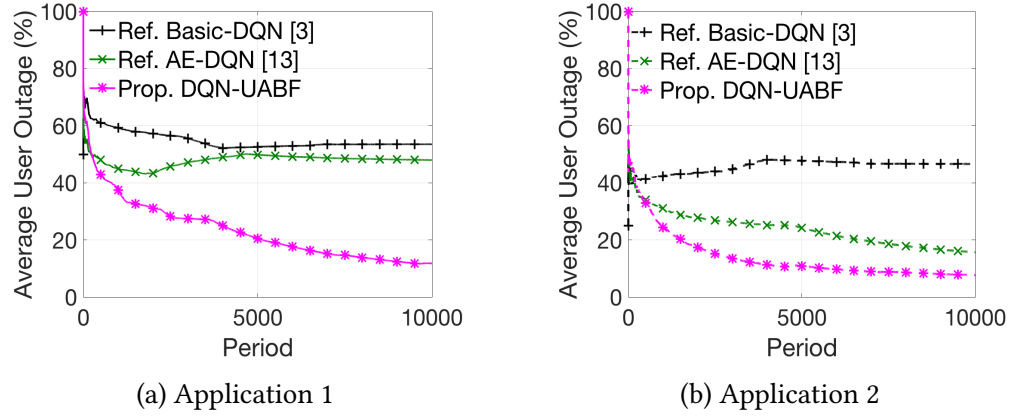 Average User Outage (%)
100
80
60
40
20
0
Ref. Basic-DQN [3]
Ref. AE-DQN [13]
Prop. DQN-UABF
0
5000
10000
Period
(a) Application 1
Average User Outage (%)
100
80
60
40
20
0
Ref. Basic-DQN [3]
Ref. AE-DQN [13]
Prop. DQN-UABF
0
5000
10000
Period
(b) Application 2